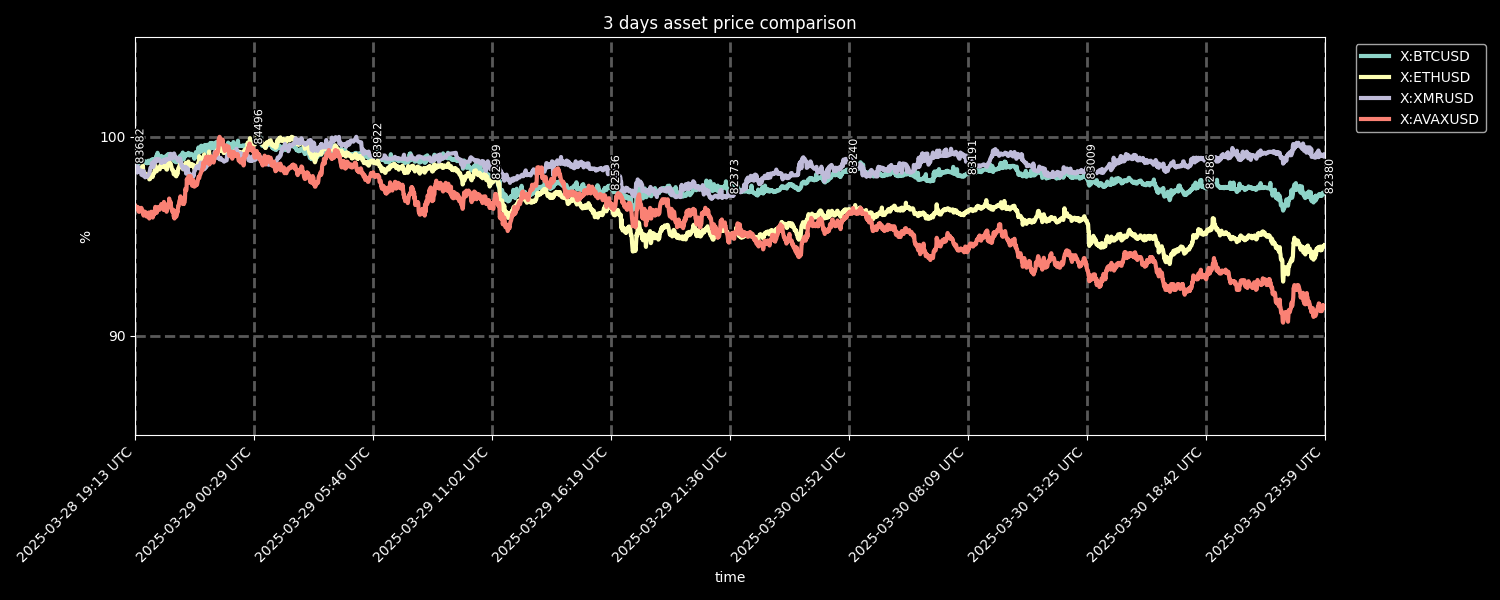 3 days asset price comparison
X:BTCUSD
X:ETHUSD
X:XMRUSD
X:AVAXUSD
100
90
%
83682
84496
83922
82999
82536
82373
83240
83191
83009
82586
82380
2025-03-28 19:13 UTC
2025-03-29 00:29 UTC
2025-03-29 05:46 UTC
2025-03-29 11:02 UTC
2025-03-29 16:19 UTC
2025-03-29 21:36 UTC
2025-03-30 02:52 UTC
2025-03-30 08:09 UTC
2025-03-30 13:25 UTC
2025-03-30 18:42 UTC
2025-03-30 23:59 UTC
time